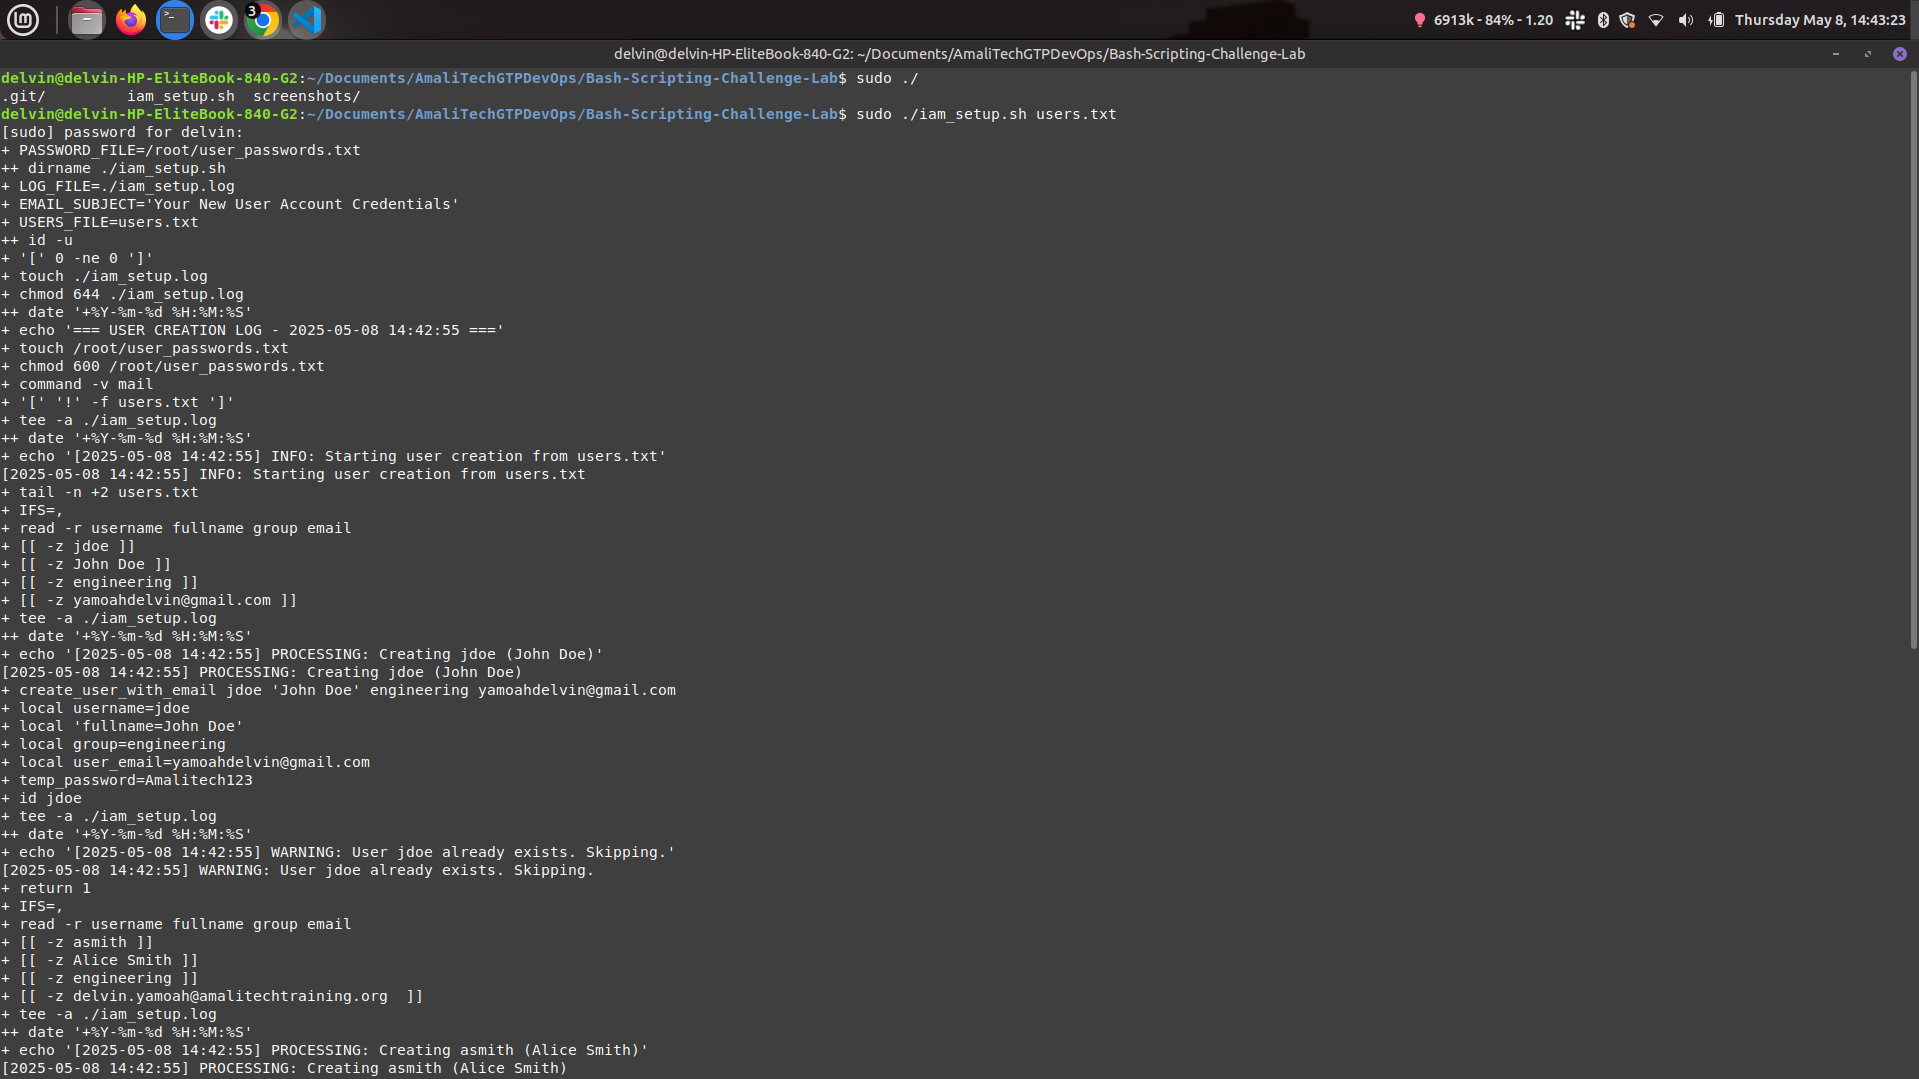 3
6913k - 84% - 1.20
Thursday May 8, 14:43:23
delvin@delvin-HP-EliteBook-840-G2: ~/Documents/AmaliTechGTPDevOps/Bash-Scripting-Challenge-Lab
delvin@delvin-HP-EliteBook-840-G2:~/Documents/AmaliTechGTPDevOps/Bash-Scripting-Challenge-Lab$ sudo ./
.git/         iam_setup.sh  screenshots/
delvin@delvin-HP-EliteBook-840-G2:~/Documents/AmaliTechGTPDevOps/Bash-Scripting-Challenge-Lab$ sudo ./iam_setup.sh users.txt
[sudo] password for delvin:
+ PASSWORD_FILE=/root/user_passwords.txt
++ dirname ./iam_setup.sh
+ LOG_FILE=./iam_setup.log
+ EMAIL_SUBJECT='Your New User Account Credentials'
+ USERS_FILE=users.txt
++ id -u
+ '[' 0 -ne 0 ']'
+ touch ./iam_setup.log
+ chmod 644 ./iam_setup.log
++ date '+%Y-%m-%d %H:%M:%S'
+ echo '=== USER CREATION LOG - 2025-05-08 14:42:55 ==='
+ touch /root/user_passwords.txt
+ chmod 600 /root/user_passwords.txt
+ command -v mail
+ '[' '!' -f users.txt ']'
+ tee -a ./iam_setup.log
++ date '+%Y-%m-%d %H:%M:%S'
+ echo '[2025-05-08 14:42:55] INFO: Starting user creation from users.txt'
[2025-05-08 14:42:55] INFO: Starting user creation from users.txt
+ tail -n +2 users.txt
+ IFS=,
+ read -r username fullname group email
+ [[ -z jdoe ]]
+ [[ -z John Doe ]]
+ [[ -z engineering ]]
+ [[ -z yamoahdelvin@gmail.com ]]
+ tee -a ./iam_setup.log
++ date '+%Y-%m-%d %H:%M:%S'
+ echo '[2025-05-08 14:42:55] PROCESSING: Creating jdoe (John Doe)'
[2025-05-08 14:42:55] PROCESSING: Creating jdoe (John Doe)
+ create_user_with_email jdoe 'John Doe' engineering yamoahdelvin@gmail.com
+ local username=jdoe
+ local 'fullname=John Doe'
+ local group=engineering
+ local user_email=yamoahdelvin@gmail.com
+ temp_password=Amalitech123
+ id jdoe
+ tee -a ./iam_setup.log
++ date '+%Y-%m-%d %H:%M:%S'
+ echo '[2025-05-08 14:42:55] WARNING: User jdoe already exists. Skipping.'
[2025-05-08 14:42:55] WARNING: User jdoe already exists. Skipping.
+ return 1
+ IFS=,
+ read -r username fullname group email
+ [[ -z asmith ]]
+ [[ -z Alice Smith ]]
+ [[ -z engineering ]]
+ [[ -z delvin.yamoah@amalitechtraining.org  ]]
+ tee -a ./iam_setup.log
++ date '+%Y-%m-%d %H:%M:%S'
+ echo '[2025-05-08 14:42:55] PROCESSING: Creating asmith (Alice Smith)'
[2025-05-08 14:42:55] PROCESSING: Creating asmith (Alice Smith)